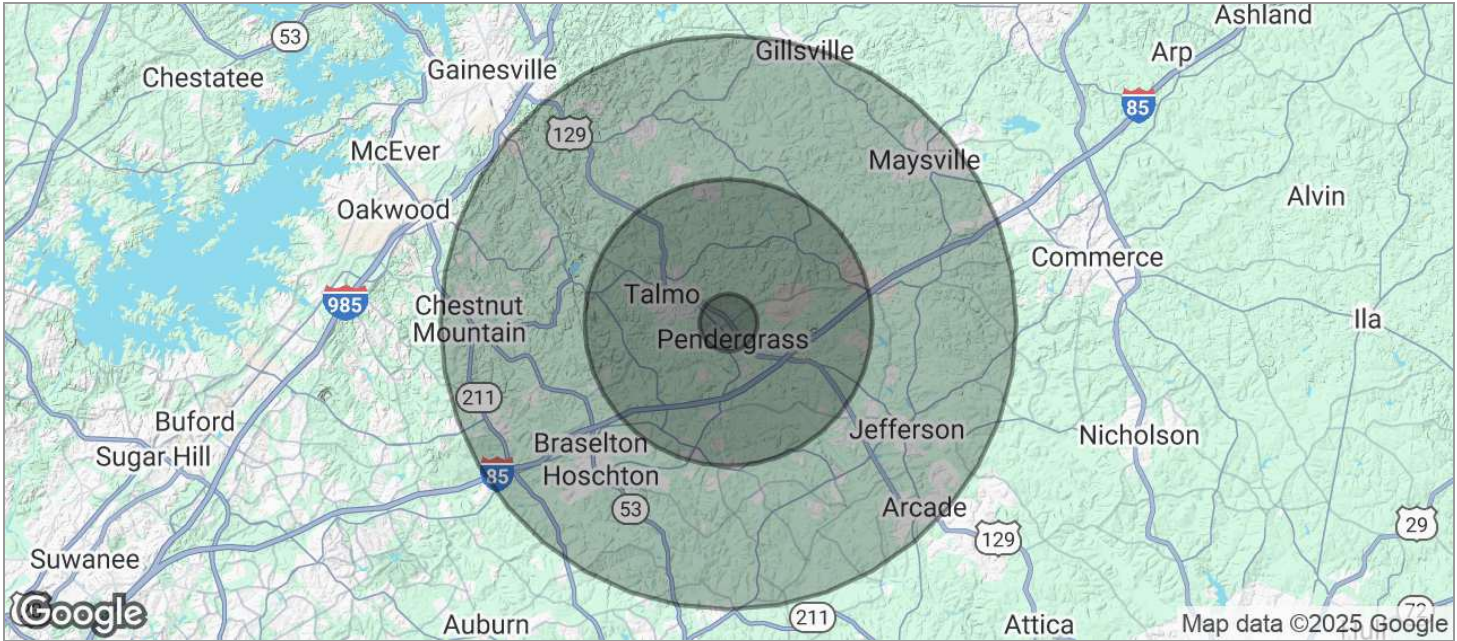 Ashland
53
Gillsville
Arp
Chestatee
Gainesville
85
129
McEver
Maysville
Alvin
Oakwood
Commerce
985
Talmo
Chestnut
Mountain
Ila
Pendergrass
211
Buford
Braselton
Jefferson
Nicholson
Sugar Hill
85
Hoschton
53
Arcade
29
129
Suwanee
Google
Auburn
211
Attica
Map data ©2025 Google